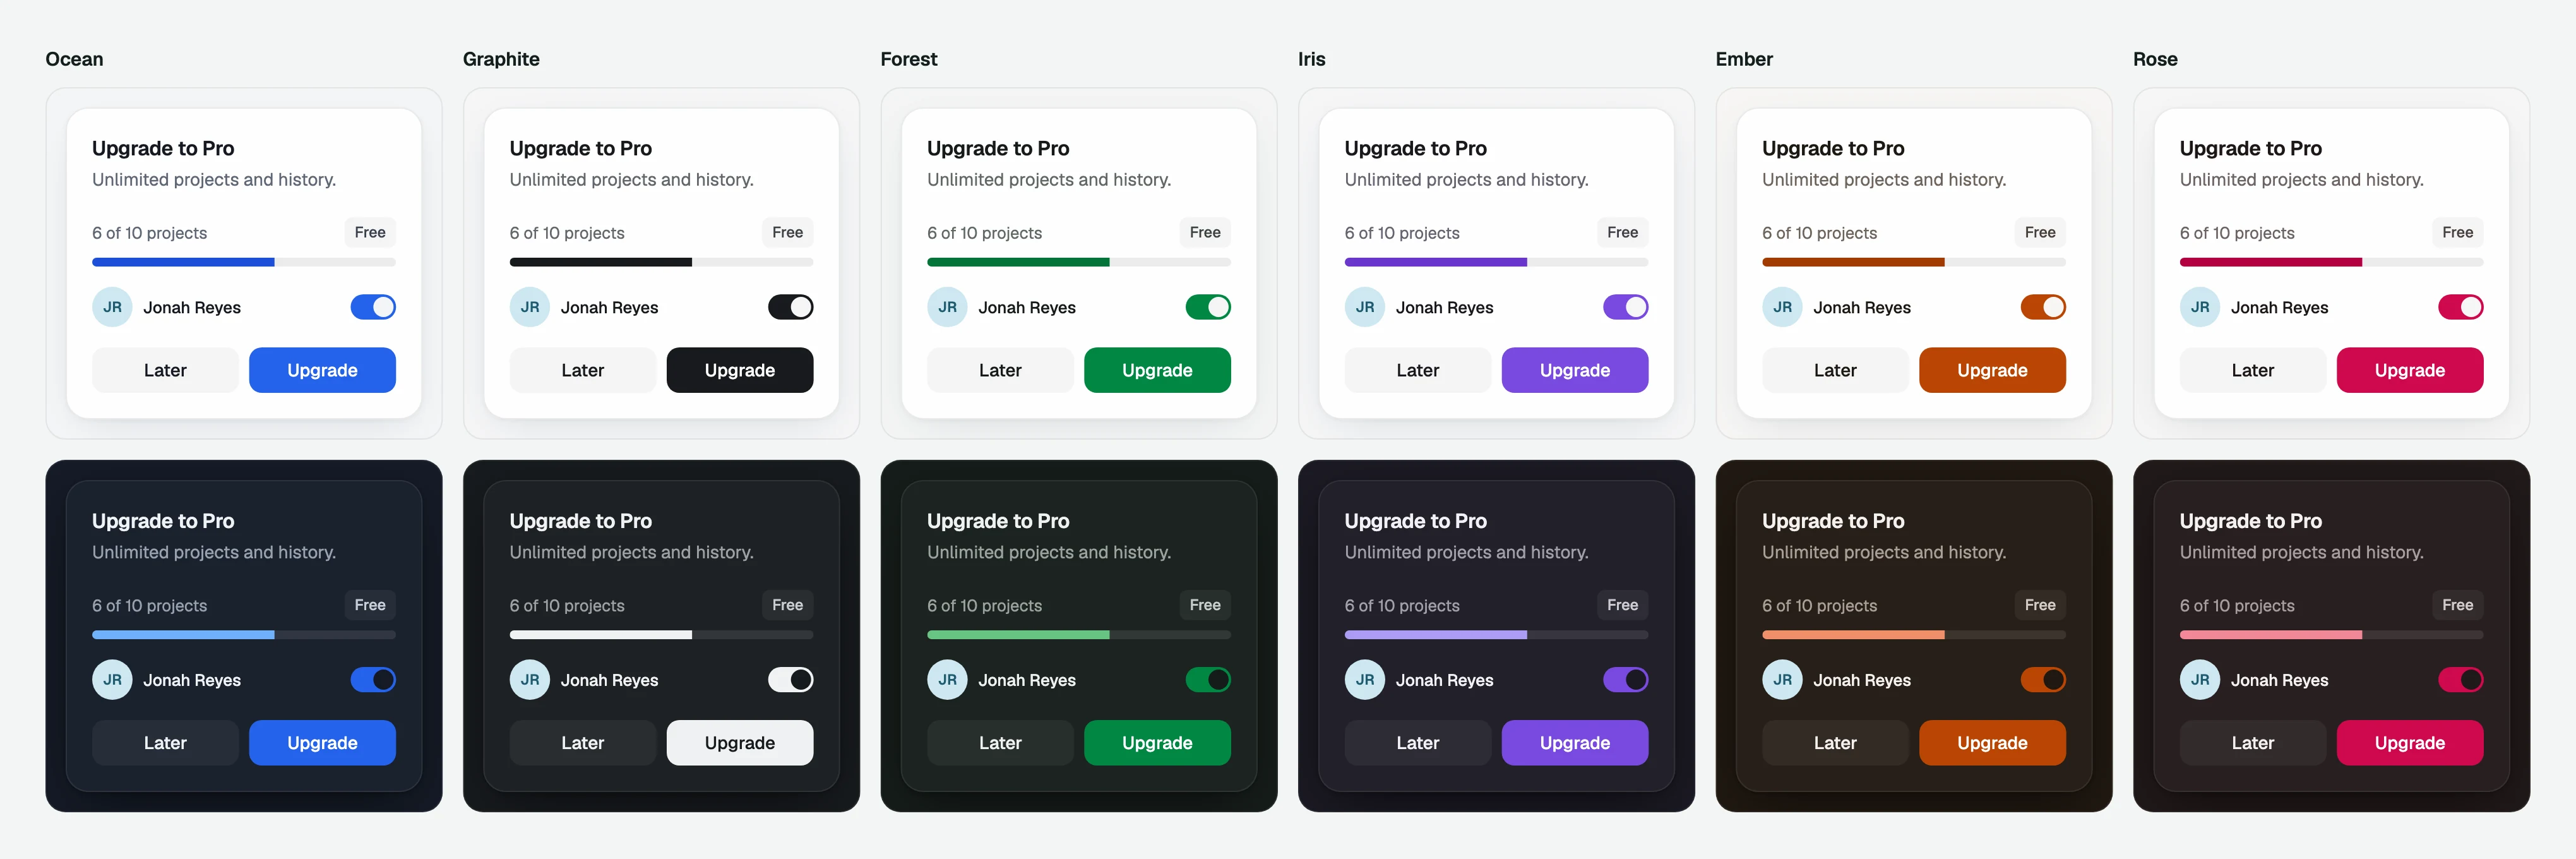 Ocean
Graphite
Forest
Iris
Ember
Rose
Upgrade to Pro
Unlimited projects and history.
6 of 10 projects
Free
JR
Jonah Reyes
Later
Upgrade
Upgrade to Pro
Unlimited projects and history.
6 of 10 projects
Free
JR
Jonah Reyes
Later
Upgrade
Upgrade to Pro
Unlimited projects and history.
6 of 10 projects
Free
JR
Jonah Reyes
Later
Upgrade
Upgrade to Pro
Unlimited projects and history.
6 of 10 projects
Free
JR
Jonah Reyes
Later
Upgrade
Upgrade to Pro
Unlimited projects and history.
6 of 10 projects
Free
JR
Jonah Reyes
Later
Upgrade
Upgrade to Pro
Unlimited projects and history.
6 of 10 projects
Free
JR
Jonah Reyes
Later
Upgrade
Upgrade to Pro
Unlimited projects and history.
6 of 10 projects
Free
JR
Jonah Reyes
Later
Upgrade
Upgrade to Pro
Unlimited projects and history.
6 of 10 projects
Free
JR
Jonah Reyes
Later
Upgrade
Upgrade to Pro
Unlimited projects and history.
6 of 10 projects
Free
JR
Jonah Reyes
Later
Upgrade
Upgrade to Pro
Unlimited projects and history.
6 of 10 projects
Free
JR
Jonah Reyes
Later
Upgrade
Upgrade to Pro
Unlimited projects and history.
6 of 10 projects
Free
JR
Jonah Reyes
Later
Upgrade
Upgrade to Pro
Unlimited projects and history.
6 of 10 projects
Free
JR
Jonah Reyes
Later
Upgrade